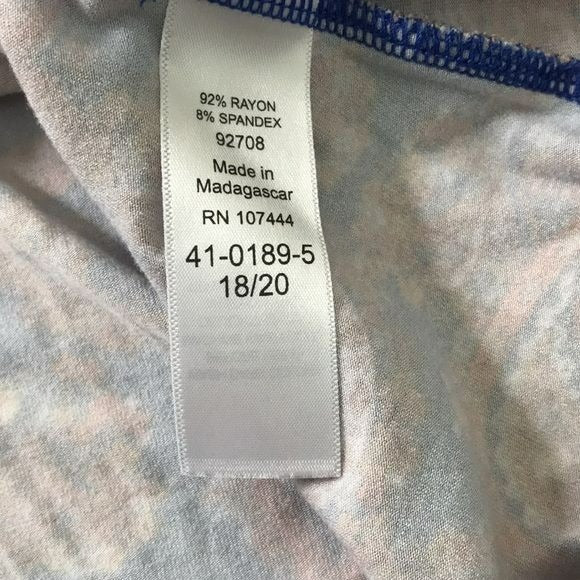 92% RAYON
8% SPANDEX
92708
Made in
Madagascar
RN 107444
41-0189-5
18/20